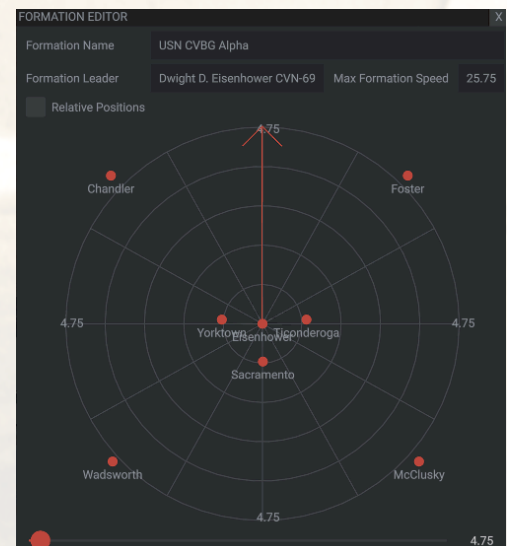 FORMATION EDITOR X
Formation Name USN CVBG Alpha
Formation Leader Dwight D. Eisenhower CVN-69 Max Formation Speed 25.75
Relative Positions
4.75
Chandler Foster
4.75 4.75
Yorktown Eisenhower Ticonderoga
Sacramento
Wadsworth McClusky
4.75
4.75